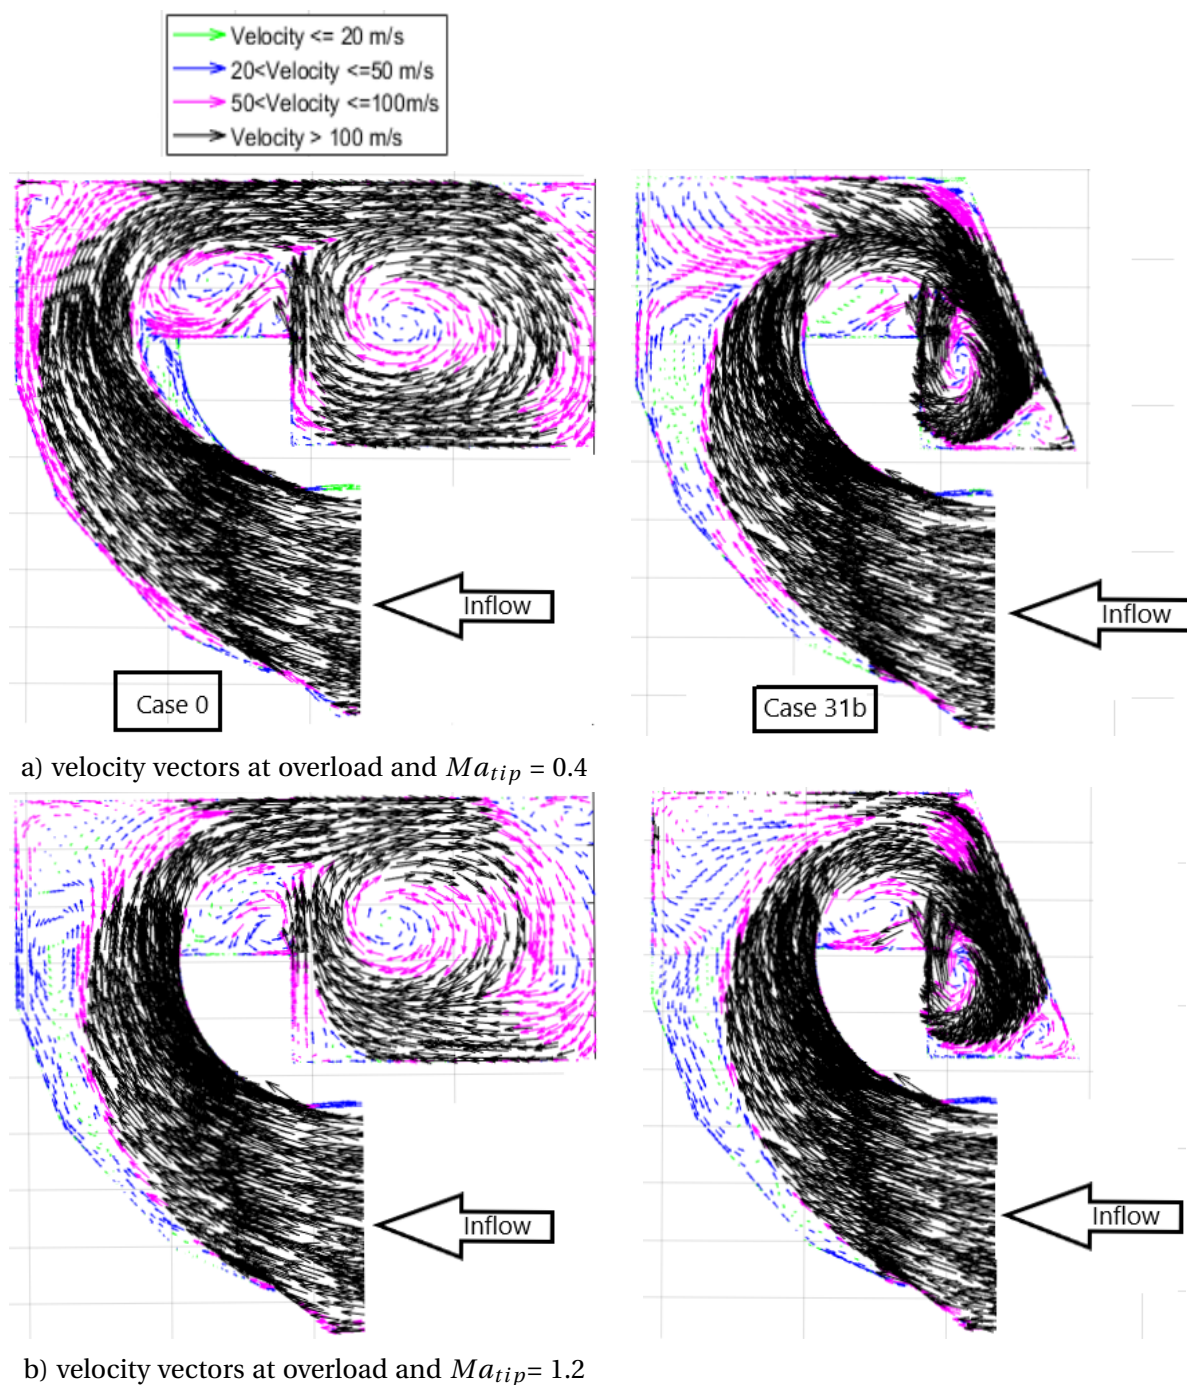 Velocity <= 20 m/s
20<Velocity <=50 m/s
50<Velocity <=100m/s
Velocity > 100 m/s
Inflow
Inflow
Case 0
Case 31b
a) velocity vectors at overload and Ma_tip = 0.4
Inflow
Inflow
b) velocity vectors at overload and Ma_tip= 1.2